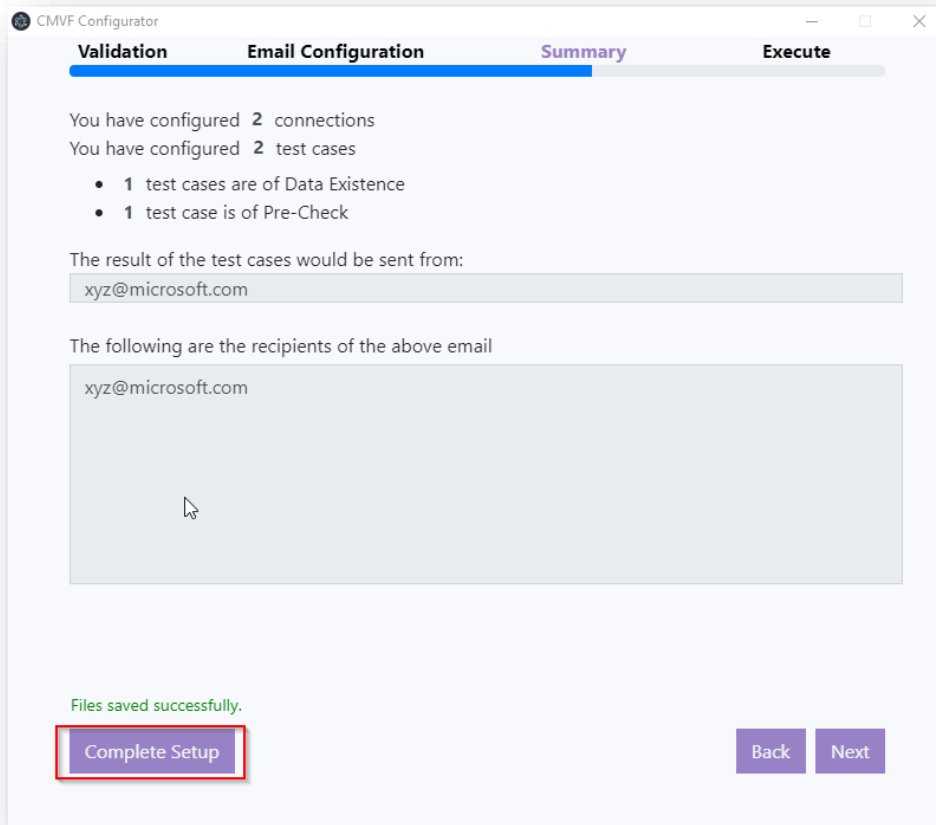 CMVF Configurator
Validation Email Configuration Summary Execute
You have configured 2 connections
You have configured 2 test cases
1 test cases are of Data Existence
1 test case is of Pre-Check
The result of the test cases would be sent from:
xyz@microsoft.com
The following are the recipients of the above email
xyz@microsoft.com
Files saved successfully.
Complete Setup Back Next